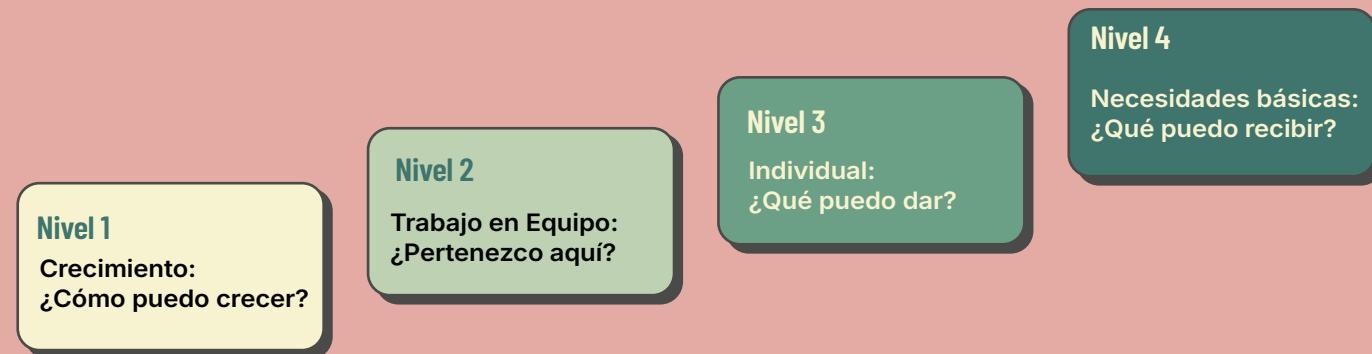 Nivel 1
Crecimiento:
¿Cómo puedo crecer?
Nivel 2
Trabajo en Equipo:
¿Pertenezco aquí?
Nivel 3
Individual:
¿Qué puedo dar?
Nivel 4
Necesidades básicas:
¿Qué puedo recibir?